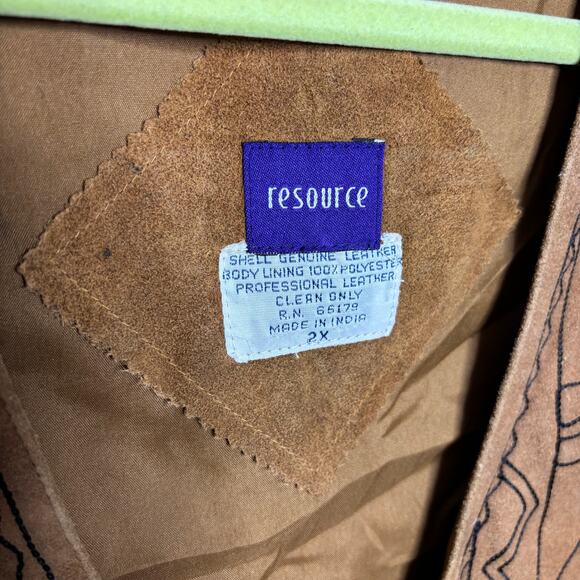 resource
SHELL GENUINE LEATHER
BODY LINING 100% POLYESTER
PROFESSIONAL LEATHER
CLEAN ONLY
R.N. 66179
MADE IN INDIA
2X